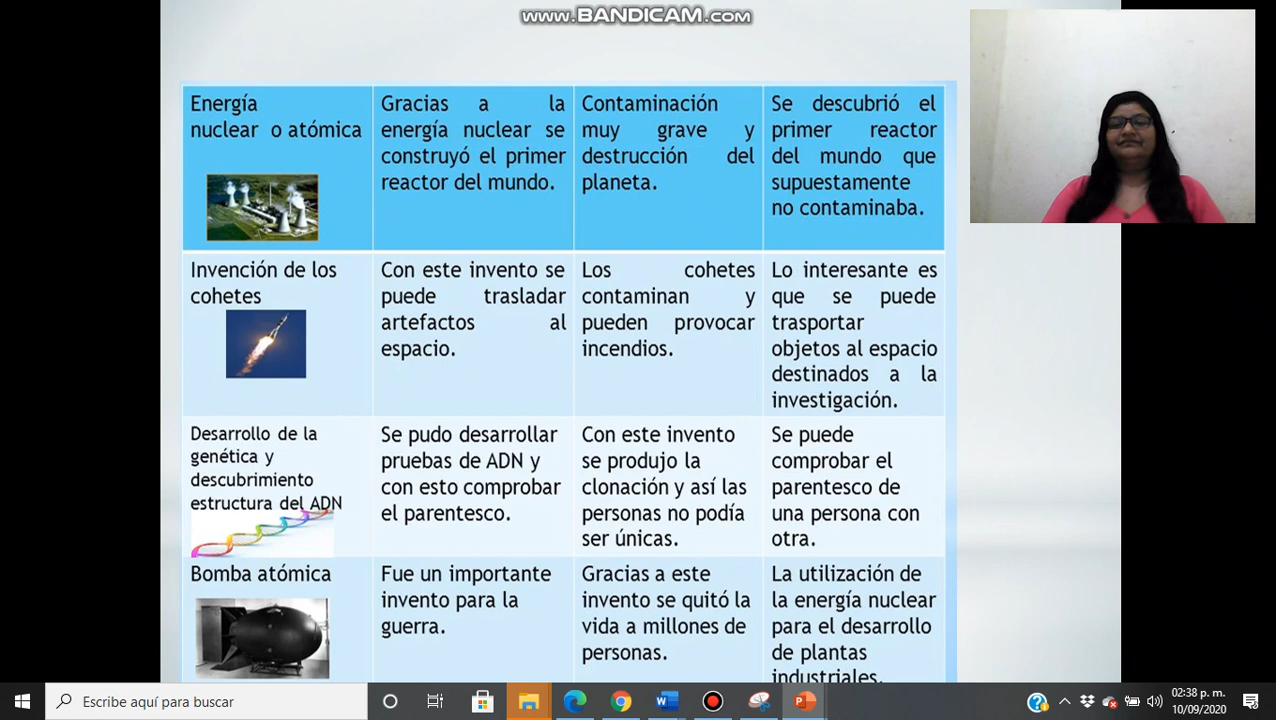 www.BANDICAM.com
Energía
nuclear o atómica
Gracias a la
energía nuclear se
construyó el primer
reactor del mundo.
Contaminación
muy grave y
destrucción del
planeta.
Se descubrió el
primer reactor
del mundo que
supuestamente
no contaminaba.
Invención de los
cohetes
Con este invento se
puede trasladar
artefactos al
espacio.
Los cohetes
contaminan y
pueden provocar
incendios.
Lo interesante es
que se puede
trasportar
objetos al espacio
destinados a la
investigación.
Desarrollo de la
genética y
descubrimiento
estructura del ADN
Se pudo desarrollar
pruebas de ADN y
con esto comprobar
el parentesco.
Con este invento
se produjo la
clonación y así las
personas no podía
ser únicas.
Se puede
comprobar el
parentesco de
una persona con
otra.
Bomba atómica
Fue un importante
invento para la
guerra.
Gracias a este
invento se quitó la
vida a millones de
personas.
La utilización de
la energía nuclear
para el desarrollo
de plantas
industriales.
Escribe aquí para buscar
02:38 p. m.
10/09/2020